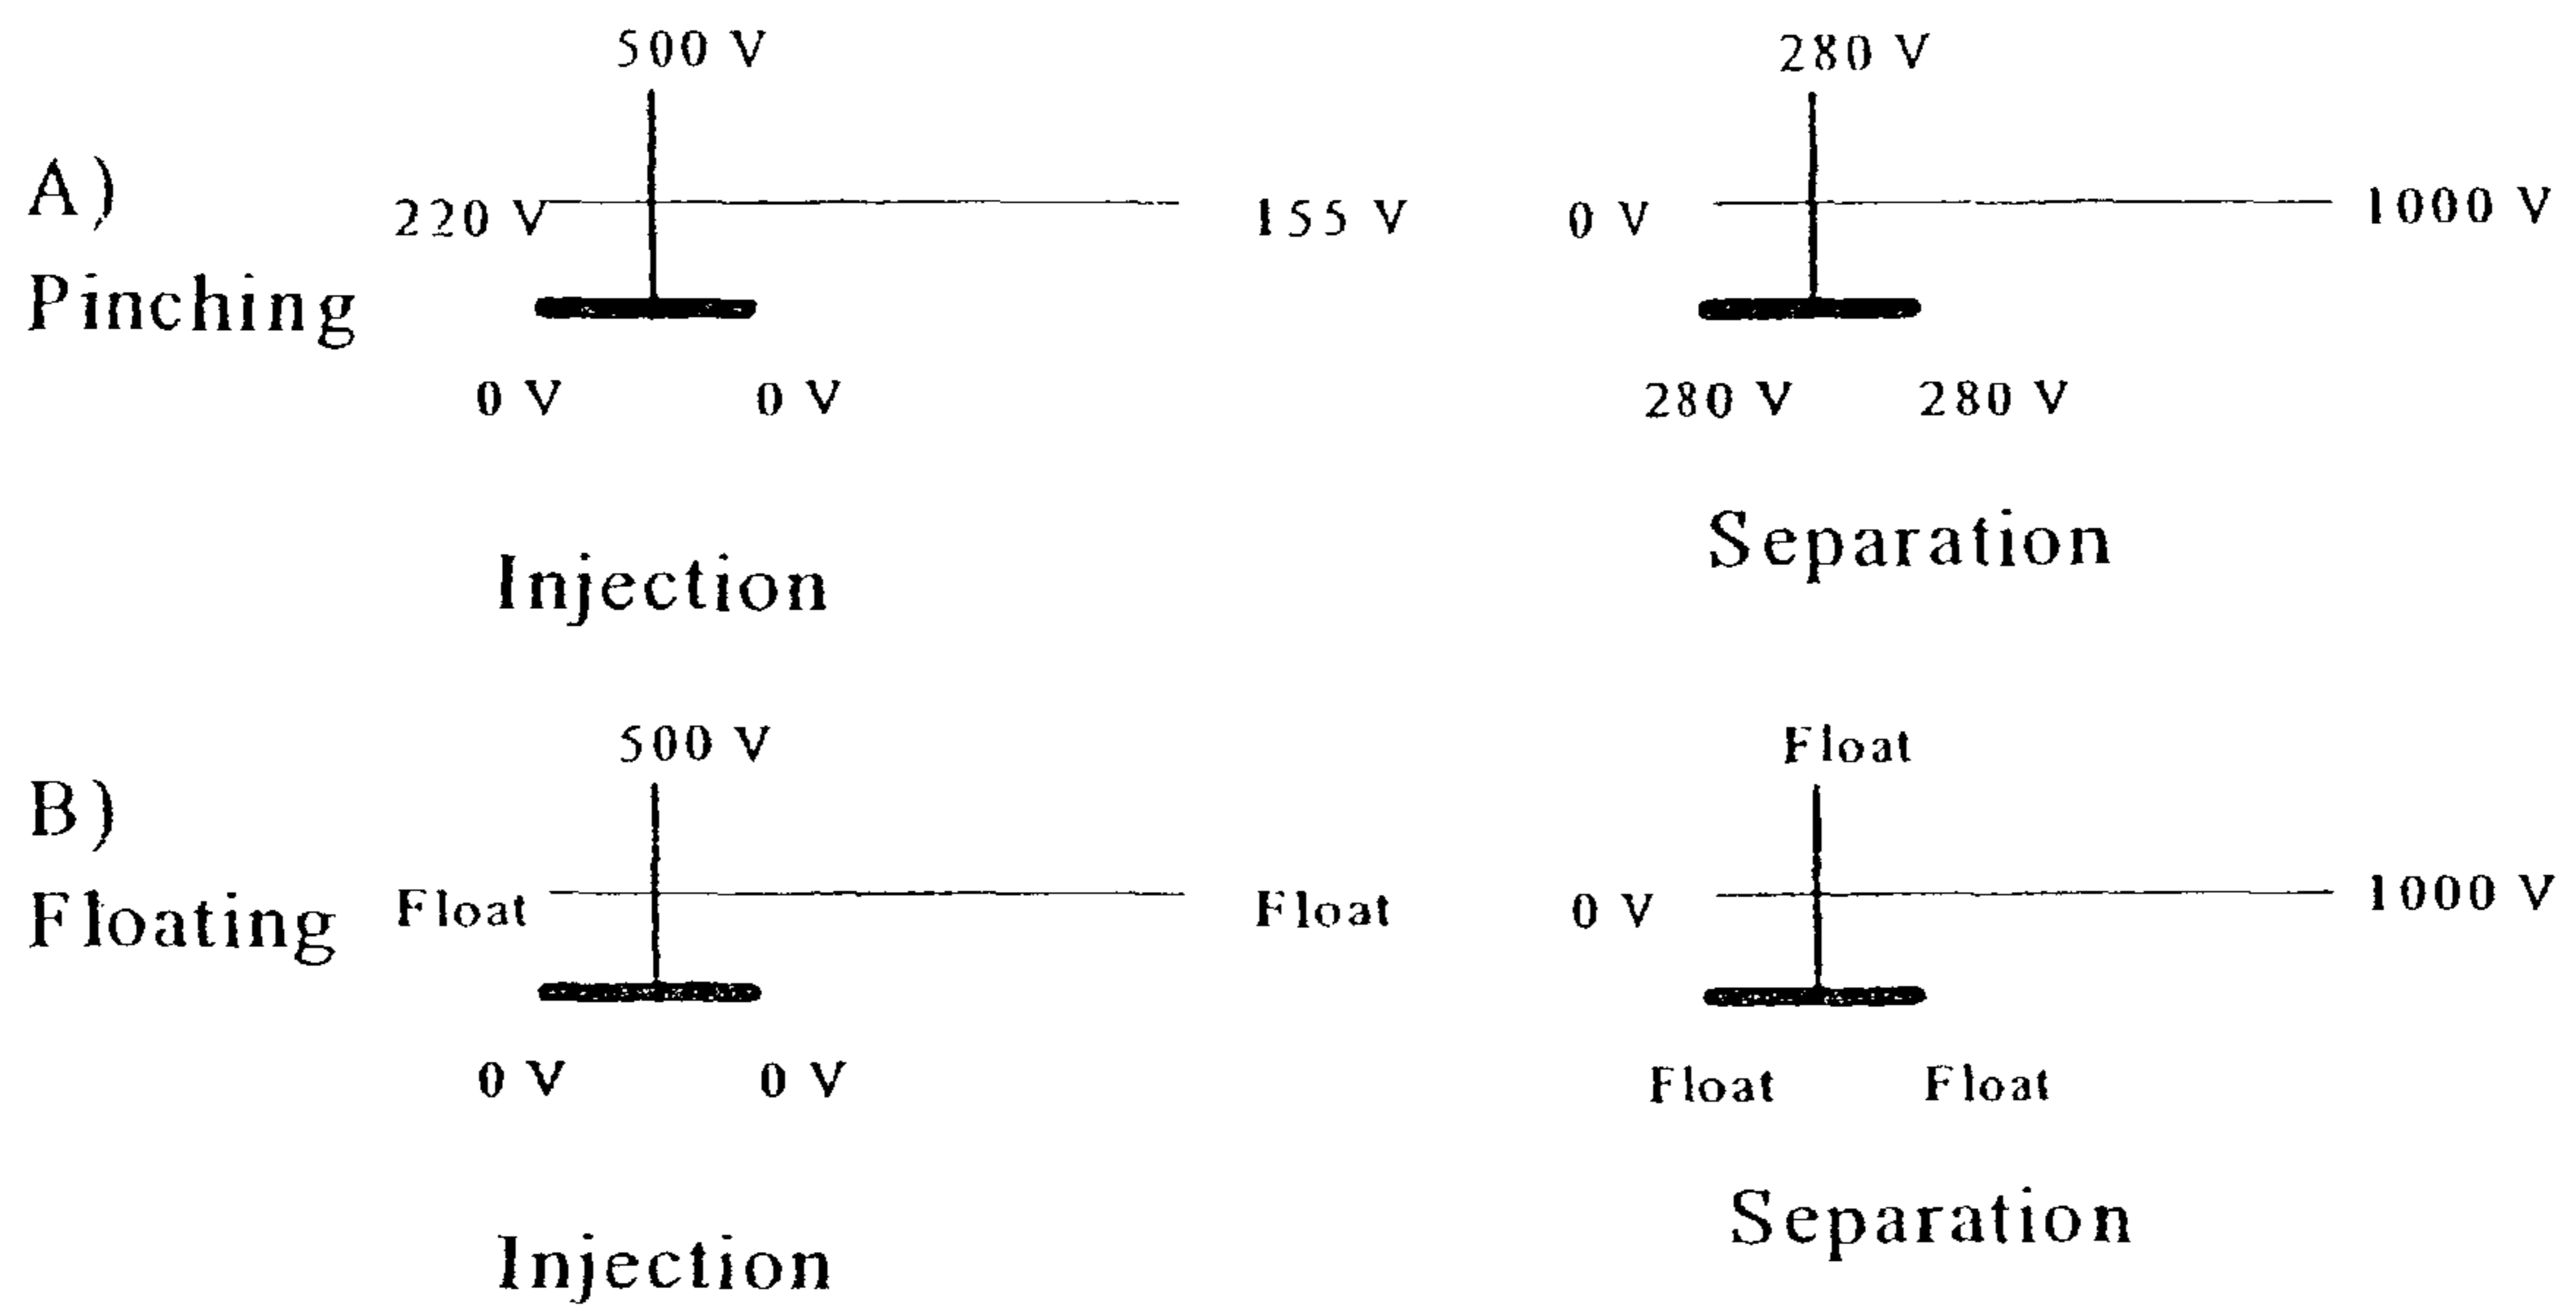 500 V
280 V
A)
Pinching
220 V
155 V
0 V
1000 V
0 V 0 V
280 V 280 V
Injection
Separation
500 V
Float
B)
Floating
Float
Float
0 V
1000 V
0 V 0 V
Float Float
Injection
Separation